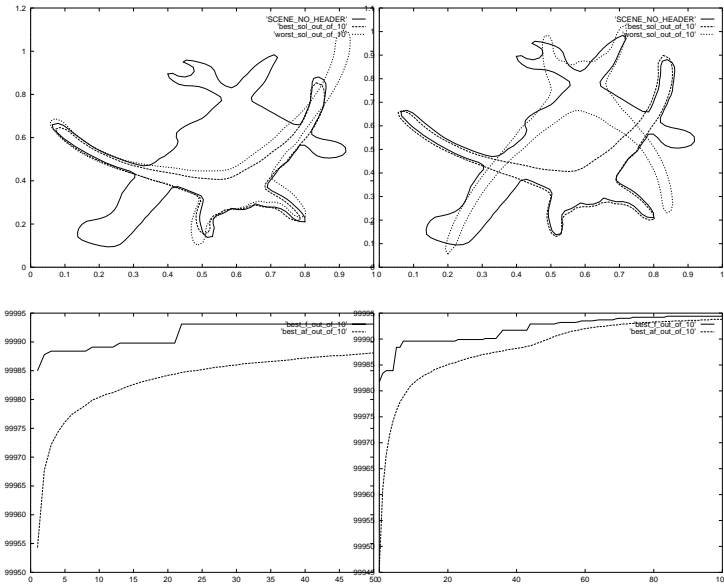 1.2
1
0.8
0.6
0.4
0.2
0
0 0.1 0.2 0.3 0.4 0.5 0.6 0.7 0.8 0.9 1
'SCENE_NO_HEADER'
'best_sol_out_of_10'
'worst_sol_out_of_10'
1.1
1
0.9
0.8
0.7
0.6
0.5
0.4
0.3
0.2
0.1
0
0 0.1 0.2 0.3 0.4 0.5 0.6 0.7 0.8 0.9 1
'SCENE_NO_HEADER'
'best_sol_out_of_10'
'worst_sol_out_of_10'
99995
99990
99985
99980
99975
99970
99965
99960
99955
99950
0 5 10 15 20 25 30 35 40 45 50
'best_f_out_of_10'
'best_af_out_of_10'
99995
99990
99985
99980
99975
99970
99965
99960
99955
99950
99945
0 20 40 60 80 100
'best_f_out_of_10'
'best_af_out_of_10'